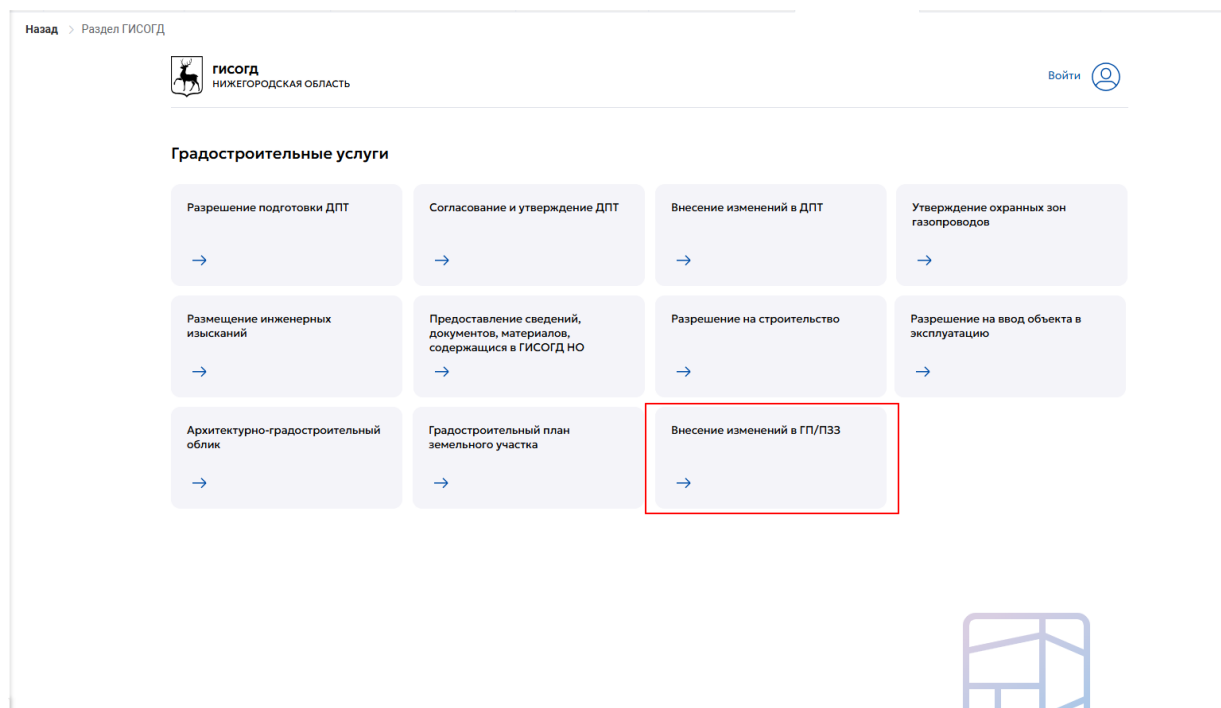 Назад > Раздел ГИСОГД
ГИСОГД
НИЖЕГОРОДСКАЯ ОБЛАСТЬ
Войти
Градостроительные услуги
Разрешение подготовки ДПТ
Согласование и утверждение ДПТ
Внесение изменений в ДПТ
Утверждение охранных зон
газопроводов
Размещение инженерных
изысканий
Предоставление сведений,
документов, материалов,
содержащися в ГИСОГД НО
Разрешение на строительство
Разрешение на ввод объекта в
эксплуатацию
Архитектурно-градостроительный
облик
Градостроительный план
земельного участка
Внесение изменений в ГП/ПЗЗ